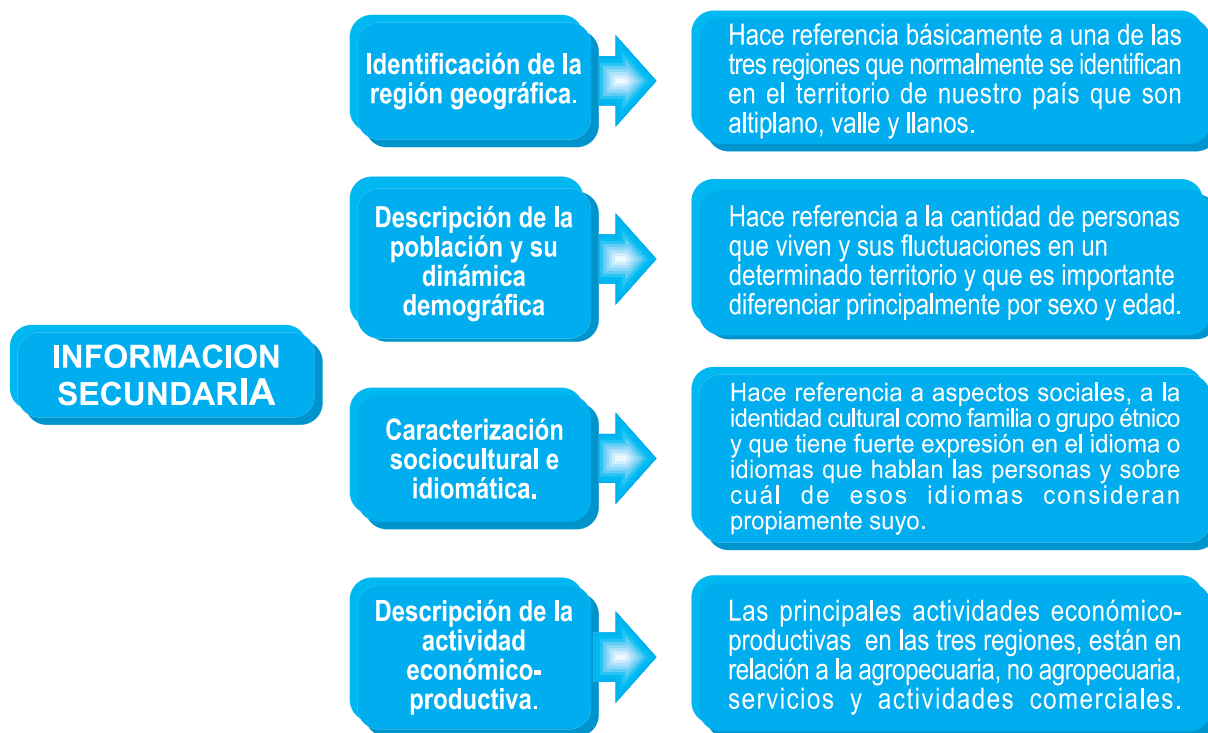 Identificación de la
región geográfica.
Hace referencia básicamente a una de las
tres regiones que normalmente se identifican
en el territorio de nuestro país que son
altiplano, valle y llanos.
Descripción de la
población y su
dinámica
demográfica
Hace referencia a la cantidad de personas
que viven y sus fluctuaciones en un
determinado territorio y que es importante
diferenciar principalmente por sexo y edad.
INFORMACION
SECUNDARIA
Caracterización
sociocultural e
idiomática.
Hace referencia a aspectos sociales, a la
identidad cultural como familia o grupo étnico
y que tiene fuerte expresión en el idioma o
idiomas que hablan las personas y sobre
cuál de esos idiomas consideran
propiamente suyo.
Descripción de la
actividad
económico-
productiva.
Las principales actividades económico-
productivas en las tres regiones, están en
relación a la agropecuaria, no agropecuaria,
servicios y actividades comerciales.